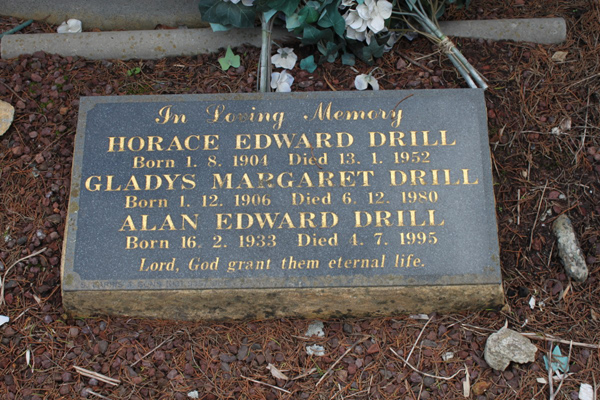 In Loving Memory
HORACE EDWARD DRILL
Born 1. 8. 1904 Died 13. 1. 1952
GLADYS MARGARET DRILL
Born 1. 12. 1906 Died 6. 12. 1980
ALAN EDWARD DRILL
Born 16. 2. 1933 Died 4. 7. 1995
Lord, God grant them eternal life.